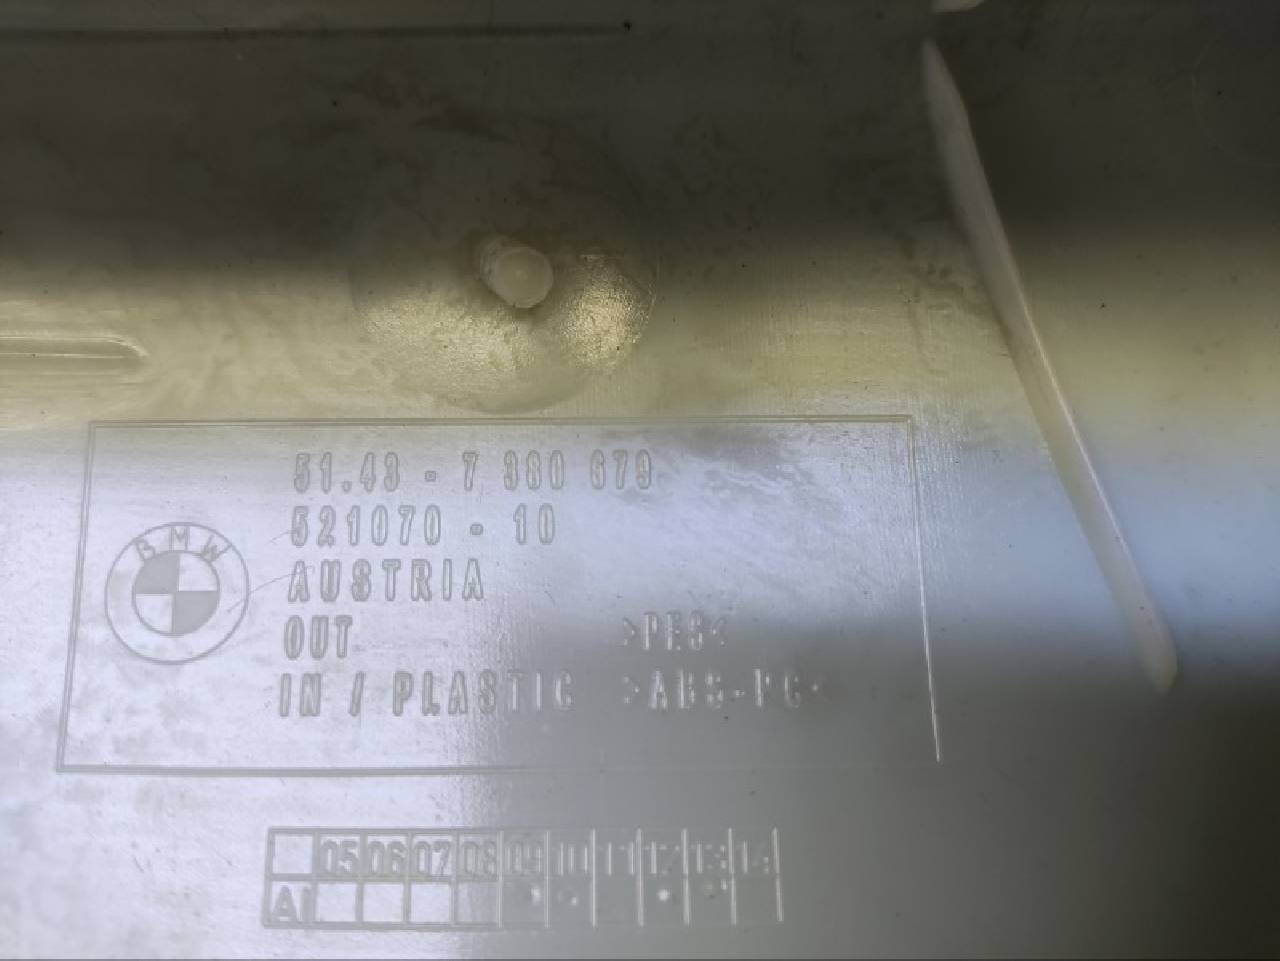 51.43 - 7 380 679
521070 - 10
BMW
AUSTRIA
OUT >PES<
IN / PLASTIC >ABS-PC<
05 06 07 08 09 10 11 12 13 14
AI